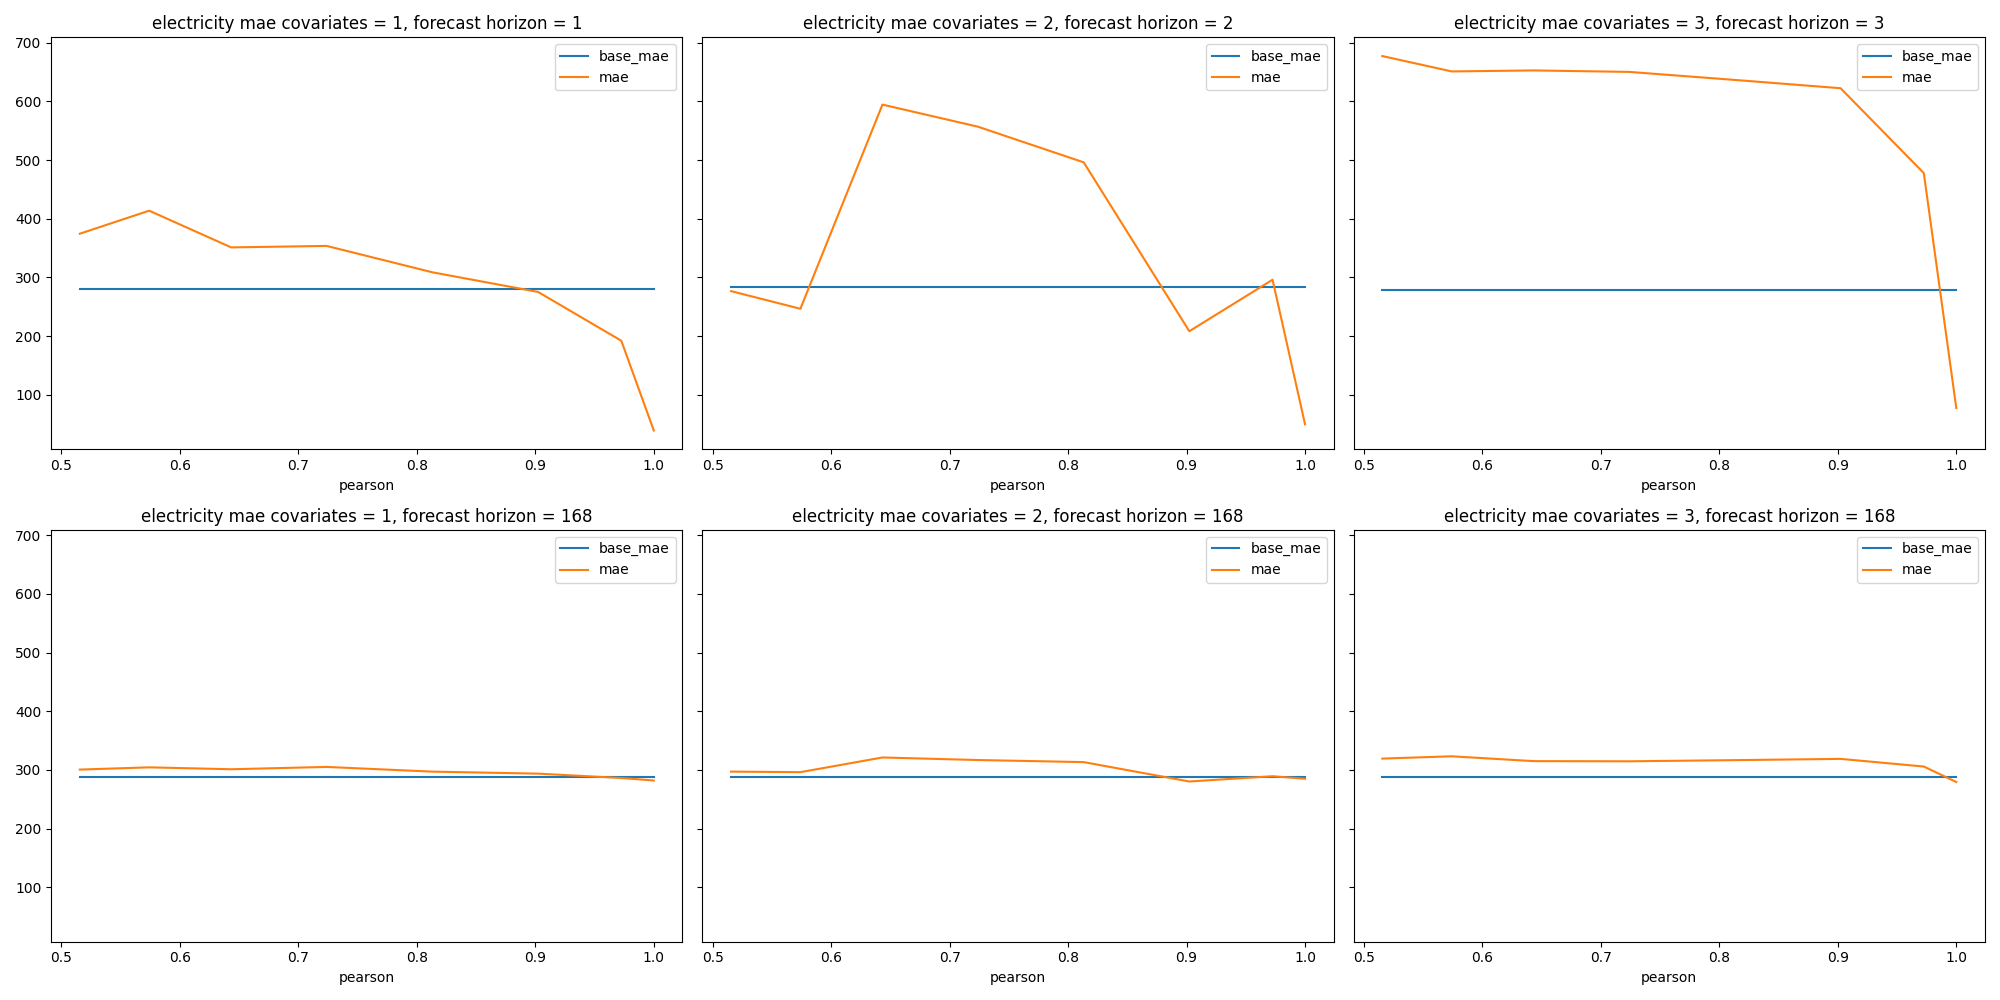 electricity mae covariates = 1, forecast horizon = 1
700
600
500
400
300
200
100
base_mae
mae
0.5 0.6 0.7 0.8 0.9 1.0
pearson
electricity mae covariates = 2, forecast horizon = 2
base_mae
mae
0.5 0.6 0.7 0.8 0.9 1.0
pearson
electricity mae covariates = 3, forecast horizon = 3
base_mae
mae
0.5 0.6 0.7 0.8 0.9 1.0
pearson
electricity mae covariates = 1, forecast horizon = 168
700
600
500
400
300
200
100
base_mae
mae
0.5 0.6 0.7 0.8 0.9 1.0
pearson
electricity mae covariates = 2, forecast horizon = 168
base_mae
mae
0.5 0.6 0.7 0.8 0.9 1.0
pearson
electricity mae covariates = 3, forecast horizon = 168
base_mae
mae
0.5 0.6 0.7 0.8 0.9 1.0
pearson